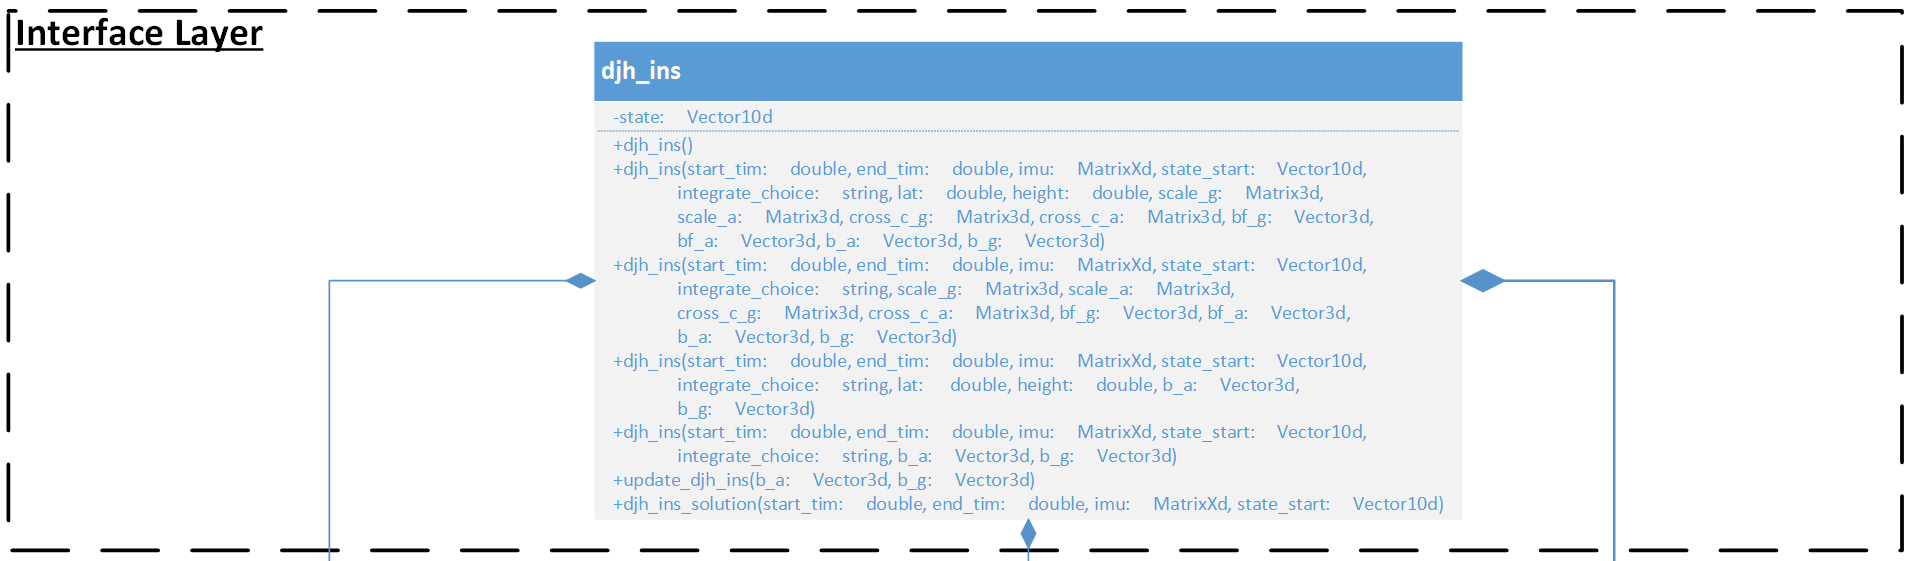 Interface Layer
djh_ins
-state: Vector10d
+djh_ins()
+djh_ins(start_tim: double, end_tim: double, imu: MatrixXd, state_start: Vector10d,
integrate_choice: string, lat: double, height: double, scale_g: Matrix3d,
scale_a: Matrix3d, cross_c_g: Matrix3d, cross_c_a: Matrix3d, bf_g: Vector3d,
bf_a: Vector3d, b_a: Vector3d, b_g: Vector3d)
+djh_ins(start_tim: double, end_tim: double, imu: MatrixXd, state_start: Vector10d,
integrate_choice: string, scale_g: Matrix3d, scale_a: Matrix3d,
cross_c_g: Matrix3d, cross_c_a: Matrix3d, bf_g: Vector3d, bf_a: Vector3d,
b_a: Vector3d, b_g: Vector3d)
+djh_ins(start_tim: double, end_tim: double, imu: MatrixXd, state_start: Vector10d,
integrate_choice: string, lat: double, height: double, b_a: Vector3d,
b_g: Vector3d)
+djh_ins(start_tim: double, end_tim: double, imu: MatrixXd, state_start: Vector10d,
integrate_choice: string, b_a: Vector3d, b_g: Vector3d)
+update_djh_ins(b_a: Vector3d, b_g: Vector3d)
+djh_ins_solution(start_tim: double, end_tim: double, imu: MatrixXd, state_start: Vector10d)